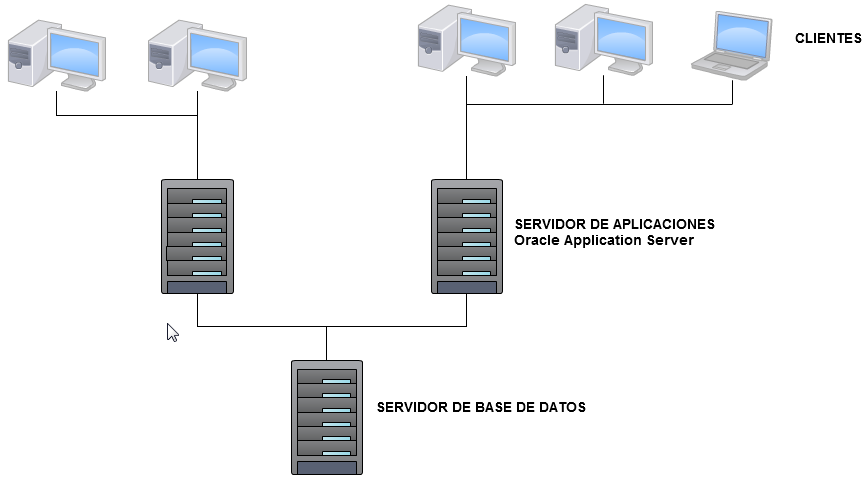 CLIENTES
SERVIDOR DE APLICACIONES
Oracle Application Server
SERVIDOR DE BASE DE DATOS